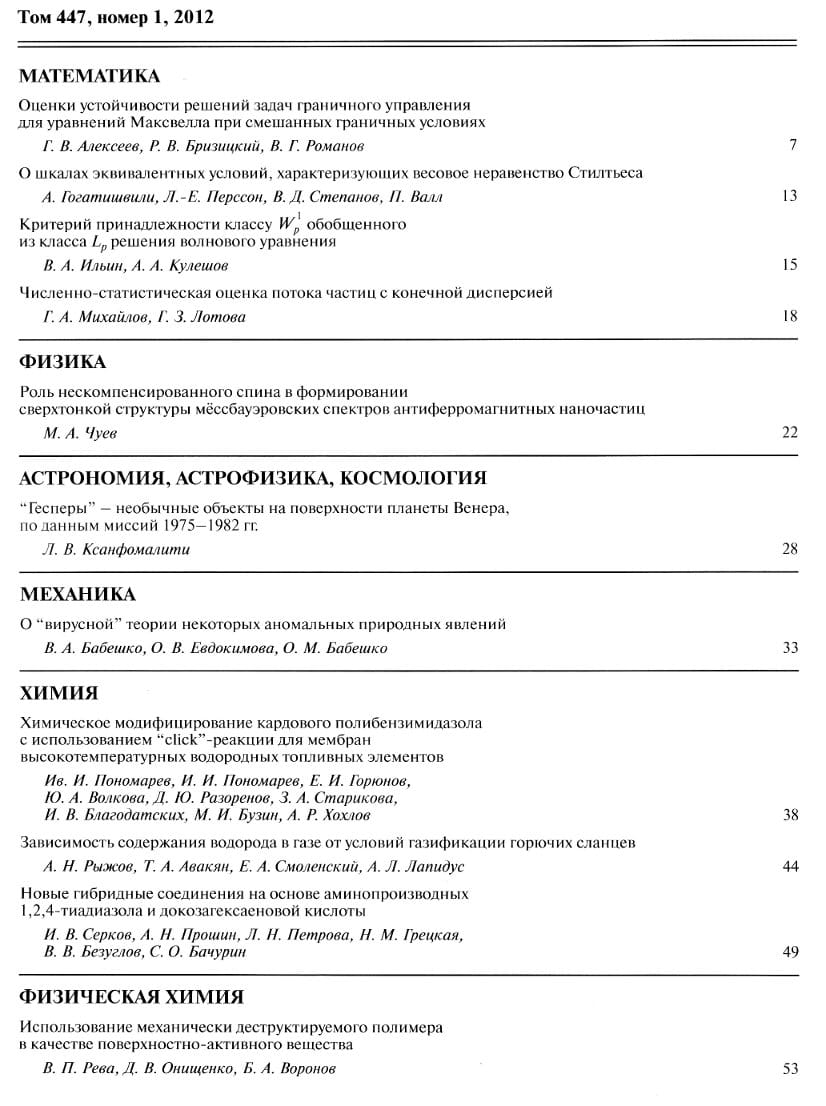 Том 447, номер 1, 2012
МАТЕМАТИКА
Оценки устойчивости решений задач граничного управления
для уравнений Максвелла при смешанных граничных условиях
Г. В. Алексеев, Р. В. Бризицкий, В. Г. Романов 7
О шкалах эквивалентных условий, характеризующих весовое неравенство Стилтьеса
А. Гогатишвили, Л.-Е. Перссон, В. Д. Степанов, П. Валл 13
Критерий принадлежности классу W_p^1 обобщенного
из класса L_p решения волнового уравнения
В. А. Ильин, А. А. Кулешов 15
Численно-статистическая оценка потока частиц с конечной дисперсией
Г. А. Михайлов, Г. З. Лотова 18
ФИЗИКА
Роль нескомпенсированного спина в формировании
сверхтонкой структуры мёссбауэровских спектров антиферромагнитных наночастиц
М. А. Чуев 22
АСТРОНОМИЯ, АСТРОФИЗИКА, КОСМОЛОГИЯ
“Гесперы” – необычные объекты на поверхности планеты Венера,
по данным миссий 1975–1982 гг.
Л. В. Ксанфомалити 28
МЕХАНИКА
О “вирусной” теории некоторых аномальных природных явлений
В. А. Бабешко, О. В. Евдокимова, О. М. Бабешко 33
ХИМИЯ
Химическое модифицирование кардового полибензимидазола
с использованием “click”-реакции для мембран
высокотемпературных водородных топливных элементов
Ив. И. Пономарев, И. И. Пономарев, Е. И. Горюнов,
Ю. А. Волкова, Д. Ю. Разоренов, З. А. Старикова,
И. В. Благодатских, М. И. Бузин, А. Р. Хохлов 38
Зависимость содержания водорода в газе от условий газификации горючих сланцев
А. Н. Рыжов, Т. А. Авакян, Е. А. Смоленский, А. Л. Лапидус 44
Новые гибридные соединения на основе аминопроизводных
1,2,4-тиадиазола и докозагексаеновой кислоты
И. В. Серков, А. Н. Прошин, Л. Н. Петрова, Н. М. Грецкая,
В. В. Безуглов, С. О. Бачурин 49
ФИЗИЧЕСКАЯ ХИМИЯ
Использование механически деструктируемого полимера
в качестве поверхностно-активного вещества
В. П. Рева, Д. В. Онищенко, Б. А. Воронов 53